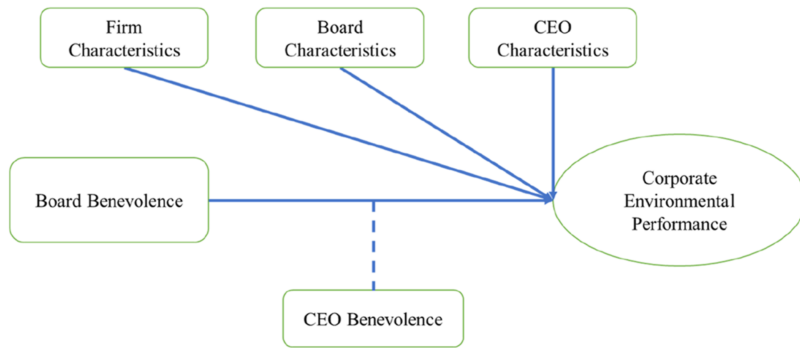 Firm
Characteristics
Board
Characteristics
CEO
Characteristics
Board Benevolence
Corporate
Environmental
Performance
CEO Benevolence